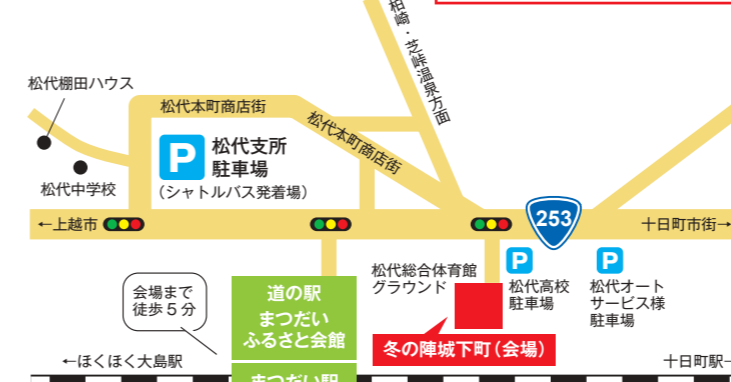 柏崎・芝峠温泉方面
松代棚田ハウス
松代本町商店街
松代本町商店街
P
松代支所
駐車場
(シャトルバス発着場)
松代中学校
←上越市
253
十日町市街→
会場まで
徒歩5分
道の駅
まつだい
ふるさと会館
松代総合体育館
グラウンド
P
松代高校
駐車場
P
松代オート
サービス様
駐車場
冬の陣城下町(会場)
←ほくほく大島駅
まつだい駅
十日町駅→